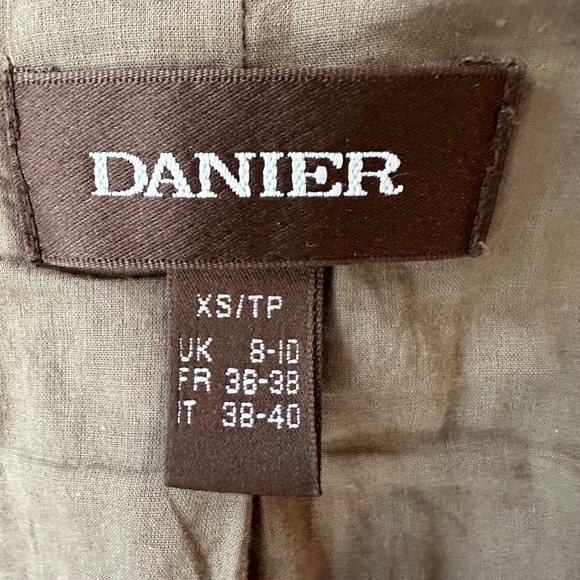 DANIER
XS/TP
UK 8-10
FR 36-38
IT 38-40